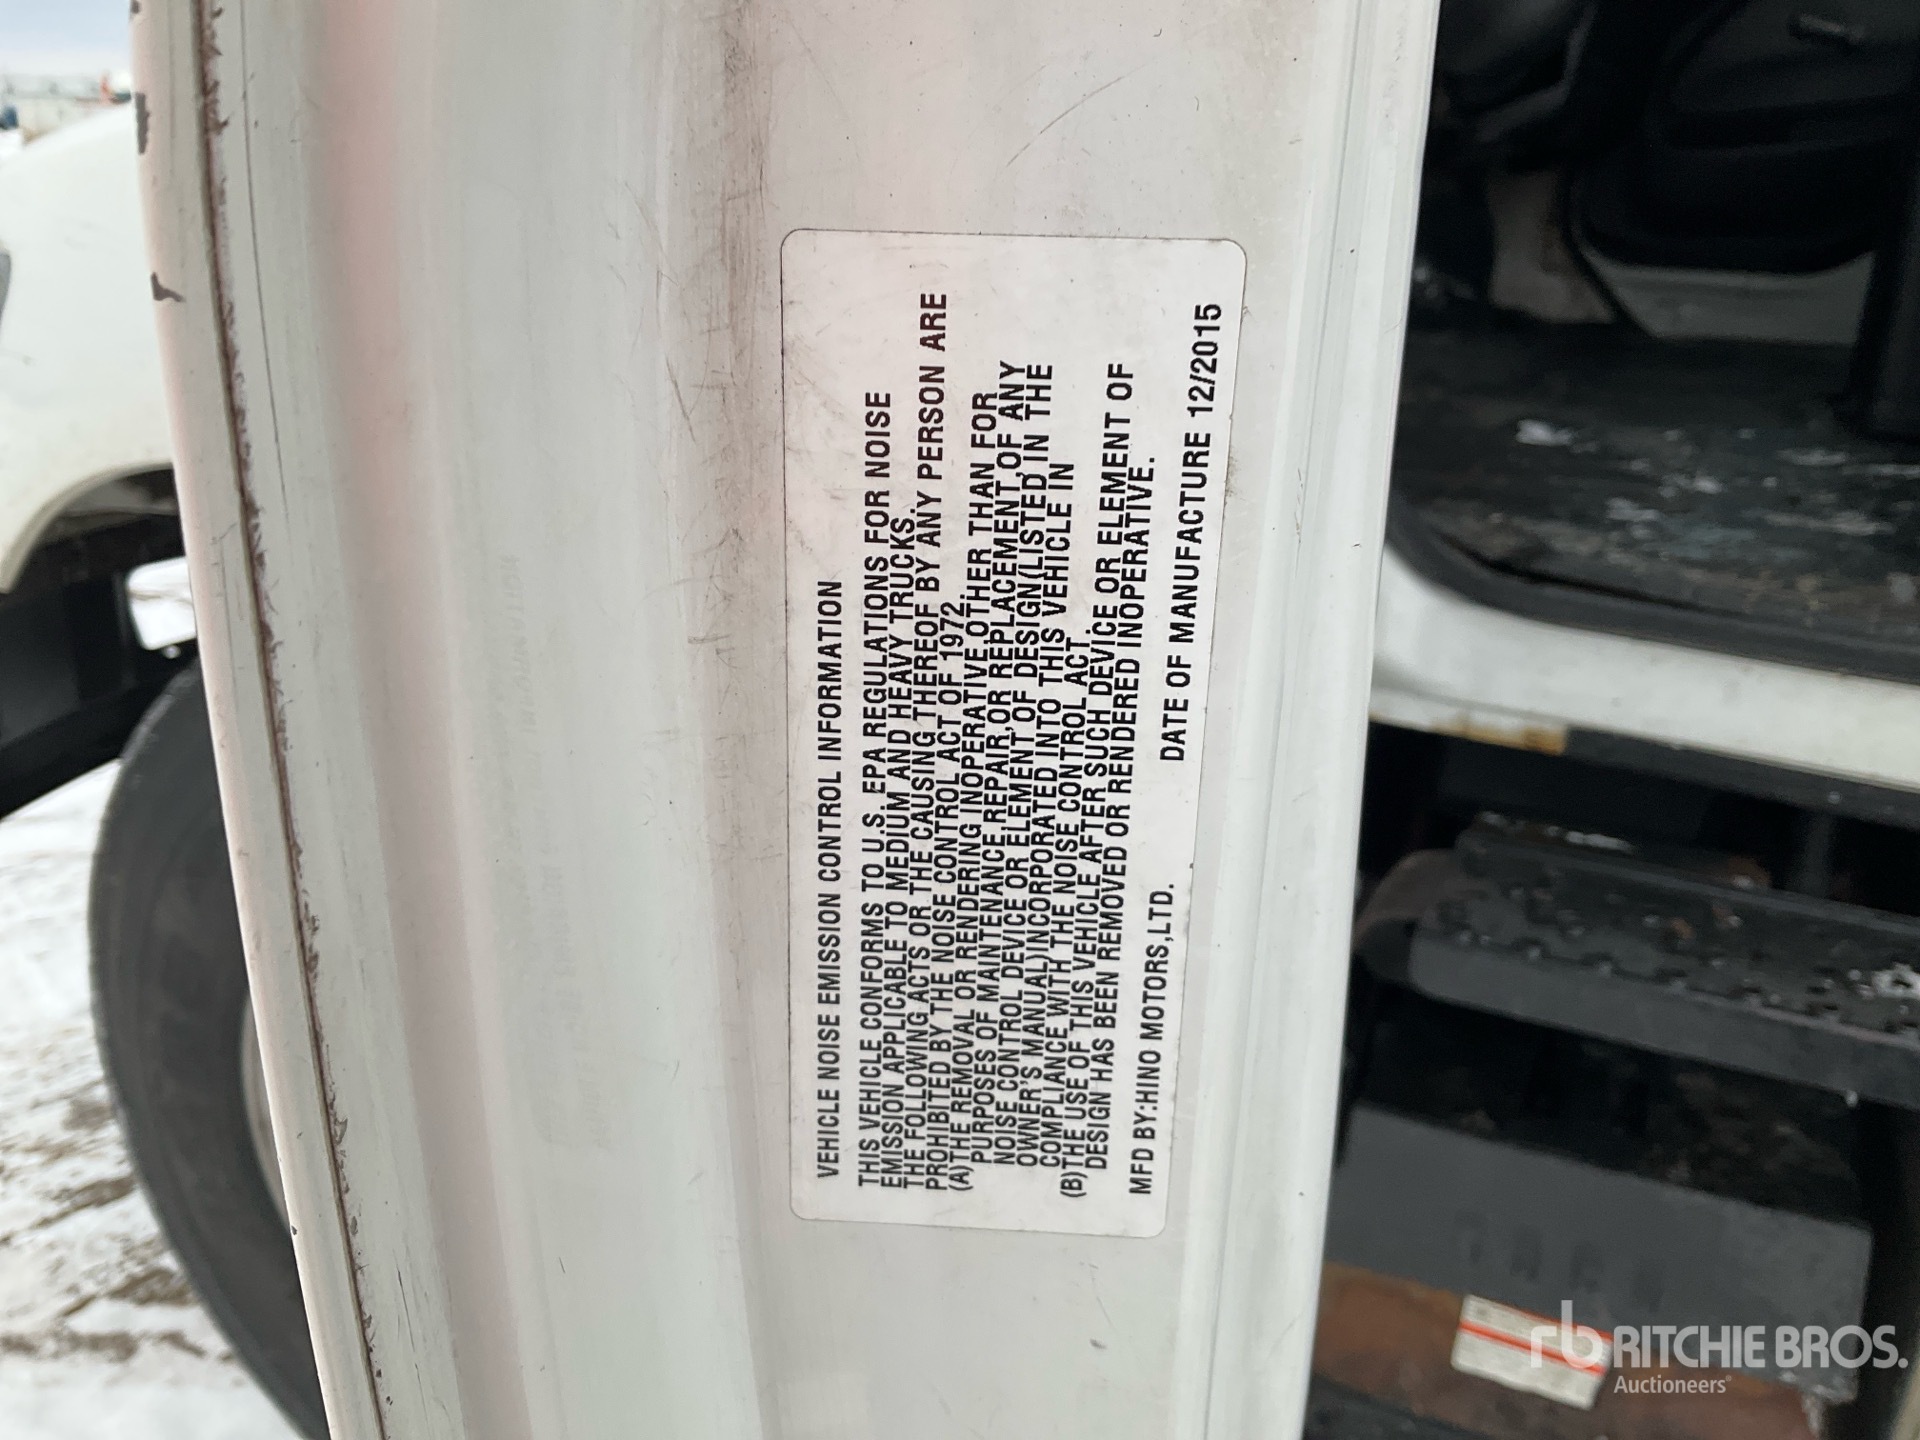 VEHICLE NOISE EMISSION CONTROL INFORMATION
THIS VEHICLE CONFORMS TO U.S. EPA REGULATIONS FOR NOISE
EMISSION APPLICABLE TO MEDIUM AND HEAVY TRUCKS.
THE FOLLOWING ACTS OR THE CAUSING THEREOF BY ANY PERSON ARE
PROHIBITED BY THE NOISE CONTROL ACT OF 1972.
(A)THE REMOVAL OR RENDERING INOPERATIVE,OTHER THAN FOR
PURPOSES OF MAINTENANCE,REPAIR,OR REPLACEMENT,OF ANY
NOISE CONTROL DEVICE OR ELEMENT OF DESIGN(LISTED IN THE
OWNER'S MANUAL)INCORPORATED INTO THIS VEHICLE IN
COMPLIANCE WITH THE NOISE CONTROL ACT.
(B)THE USE OF THIS VEHICLE AFTER SUCH DEVICE OR ELEMENT OF
DESIGN HAS BEEN REMOVED OR RENDERED INOPERATIVE.
MFD BY:HINO MOTORS,LTD. DATE OF MANUFACTURE 12/2015
rb RITCHIE BROS.
Auctioneers